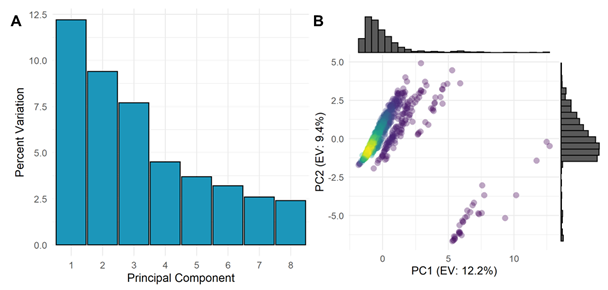 A
Percent Variation
12.5
10.0
7.5
5.0
2.5
0.0
1 2 3 4 5 6 7 8
Principal Component
B
PC2 (EV: 9.4%)
5.0
2.5
0.0
-2.5
-5.0
0 5 10
PC1 (EV: 12.2%)